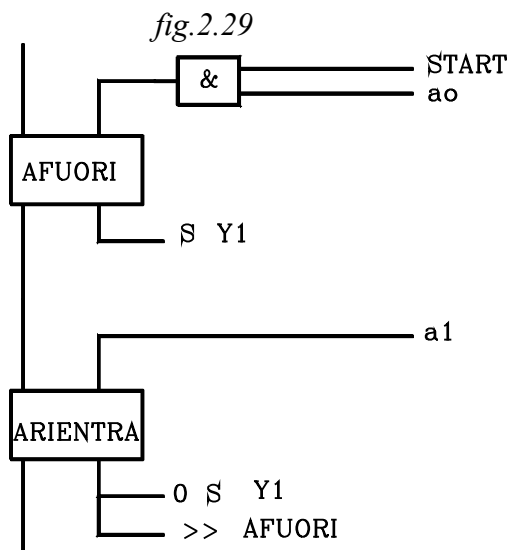 fig.2.29
START
& ao
AFUORI
S Y1
a1
ARIENTRA
0 S Y1
>> AFUORI